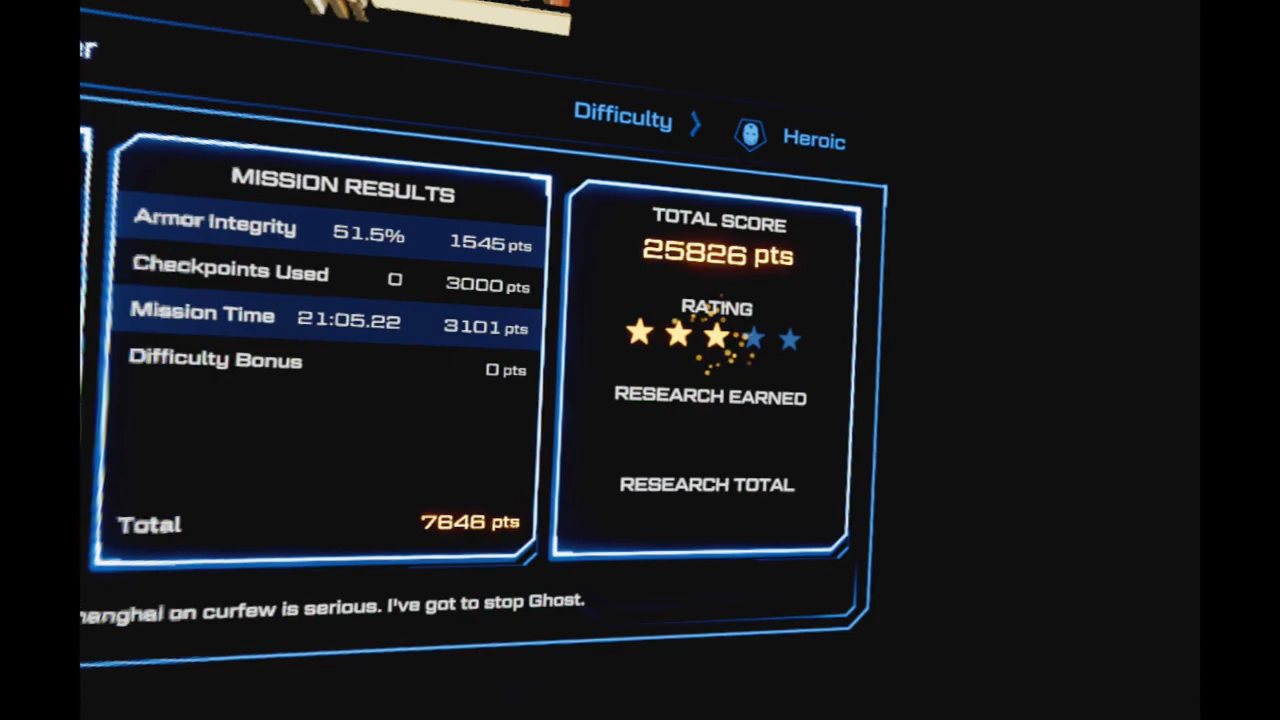 Difficulty Heroic
MISSION RESULTS
Armor Integrity 51.5% 1545 pts
Checkpoints Used 0 3000 pts
Mission Time 21:05.22 3101 pts
Difficulty Bonus 0 pts
Total 7646 pts
TOTAL SCORE
25826 pts
RATING
RESEARCH EARNED
RESEARCH TOTAL
on curfew is serious. I've got to stop Ghost.